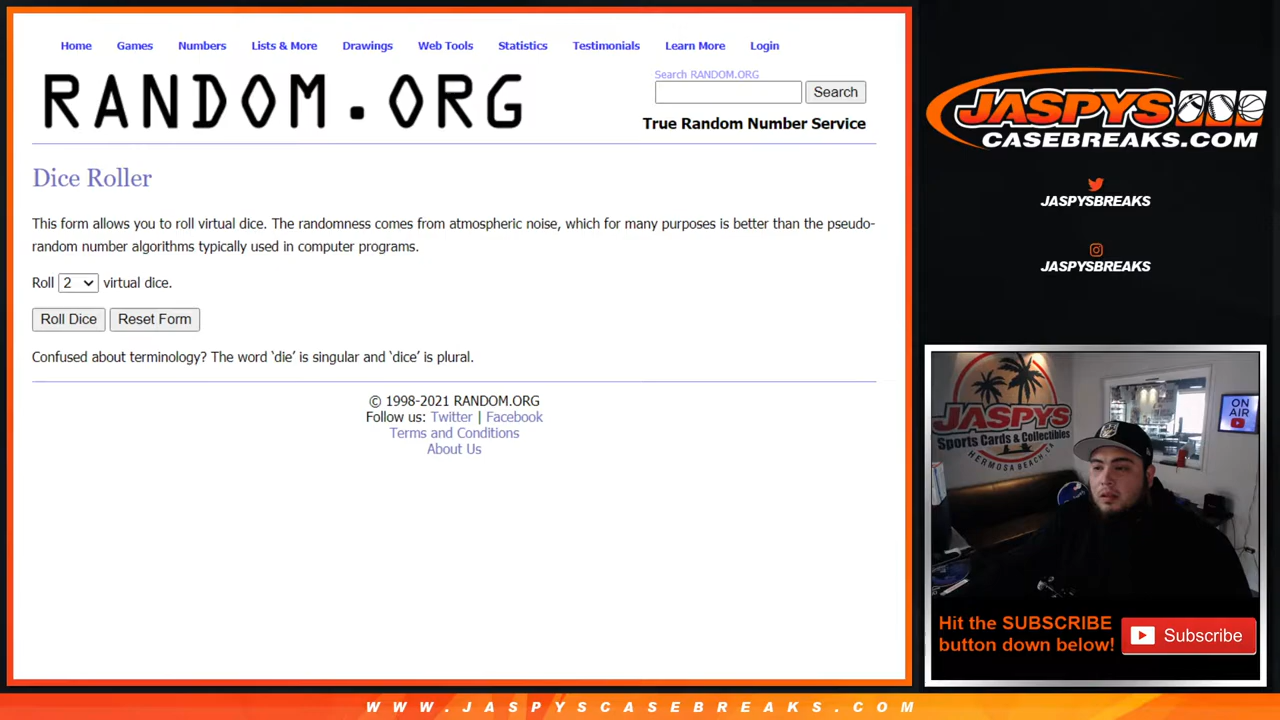 Home Games Numbers Lists & More Drawings Web Tools Statistics Testimonials Learn More Login
RANDOM.ORG
Search RANDOM.ORG
Search
True Random Number Service
Dice Roller
This form allows you to roll virtual dice. The randomness comes from atmospheric noise, which for many purposes is better than the pseudo-
random number algorithms typically used in computer programs.
Roll 2 virtual dice.
Roll Dice Reset Form
Confused about terminology? The word ‘die’ is singular and ‘dice’ is plural.
© 1998-2021 RANDOM.ORG
Follow us: Twitter | Facebook
Terms and Conditions
About Us
JASPYS
CASEBREAKS.COM
JASPYSBREAKS
JASPYSBREAKS
JASPYS
Sports Cards & Collectibles
HERMOSA BEACH, CA
ON
AIR
Hit the SUBSCRIBE
button down below!
Subscribe
WWW.JASPYSCASEBREAKS.COM